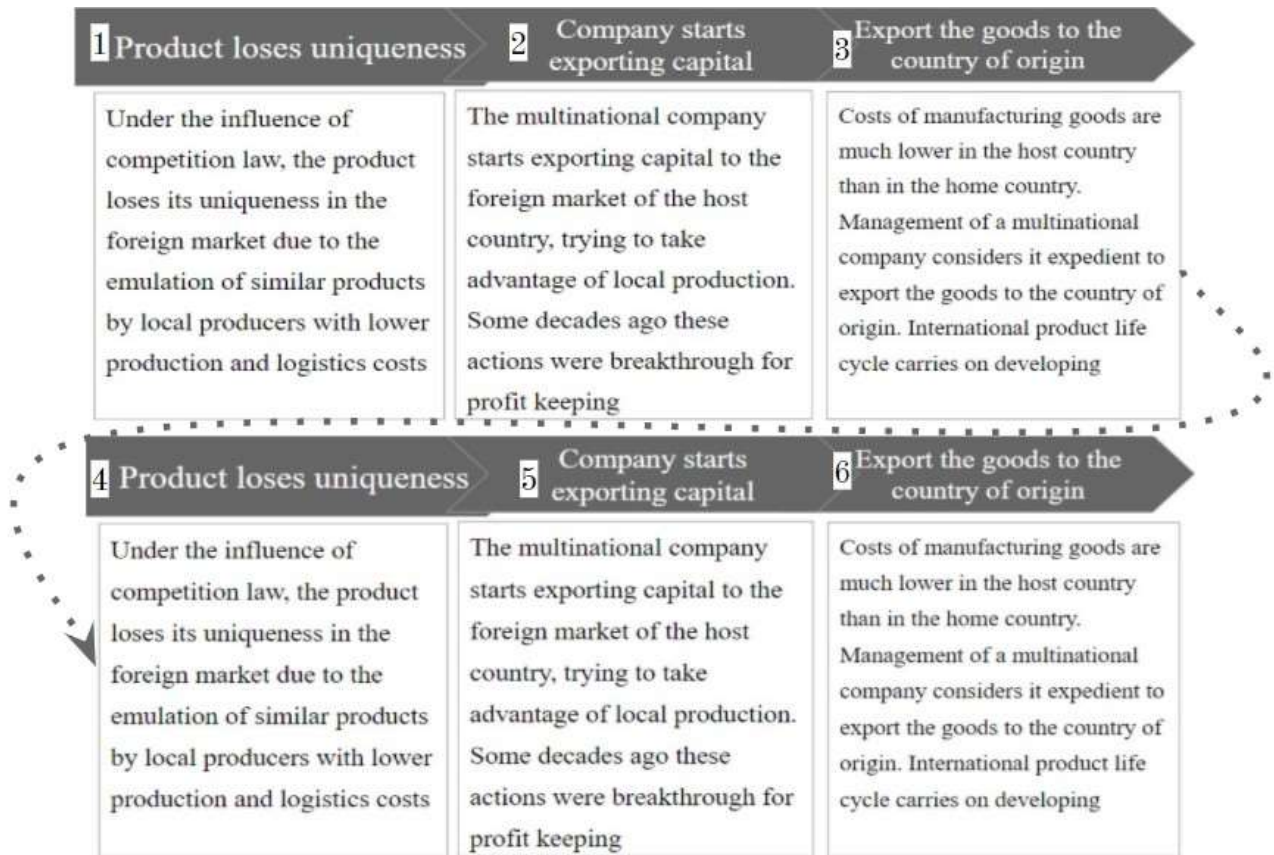 1 Product loses uniqueness
2 Company starts
exporting capital
3 Export the goods to the
country of origin
Under the influence of
competition law, the product
loses its uniqueness in the
foreign market due to the
emulation of similar products
by local producers with lower
production and logistics costs
The multinational company
starts exporting capital to the
foreign market of the host
country, trying to take
advantage of local production.
Some decades ago these
actions were breakthrough for
profit keeping
Costs of manufacturing goods are
much lower in the host country
than in the home country.
Management of a multinational
company considers it expedient to
export the goods to the country of
origin. International product life
cycle carries on developing
4 Product loses uniqueness
5 Company starts
exporting capital
6 Export the goods to the
country of origin
Under the influence of
competition law, the product
loses its uniqueness in the
foreign market due to the
emulation of similar products
by local producers with lower
production and logistics costs
The multinational company
starts exporting capital to the
foreign market of the host
country, trying to take
advantage of local production.
Some decades ago these
actions were breakthrough for
profit keeping
Costs of manufacturing goods are
much lower in the host country
than in the home country.
Management of a multinational
company considers it expedient to
export the goods to the country of
origin. International product life
cycle carries on developing